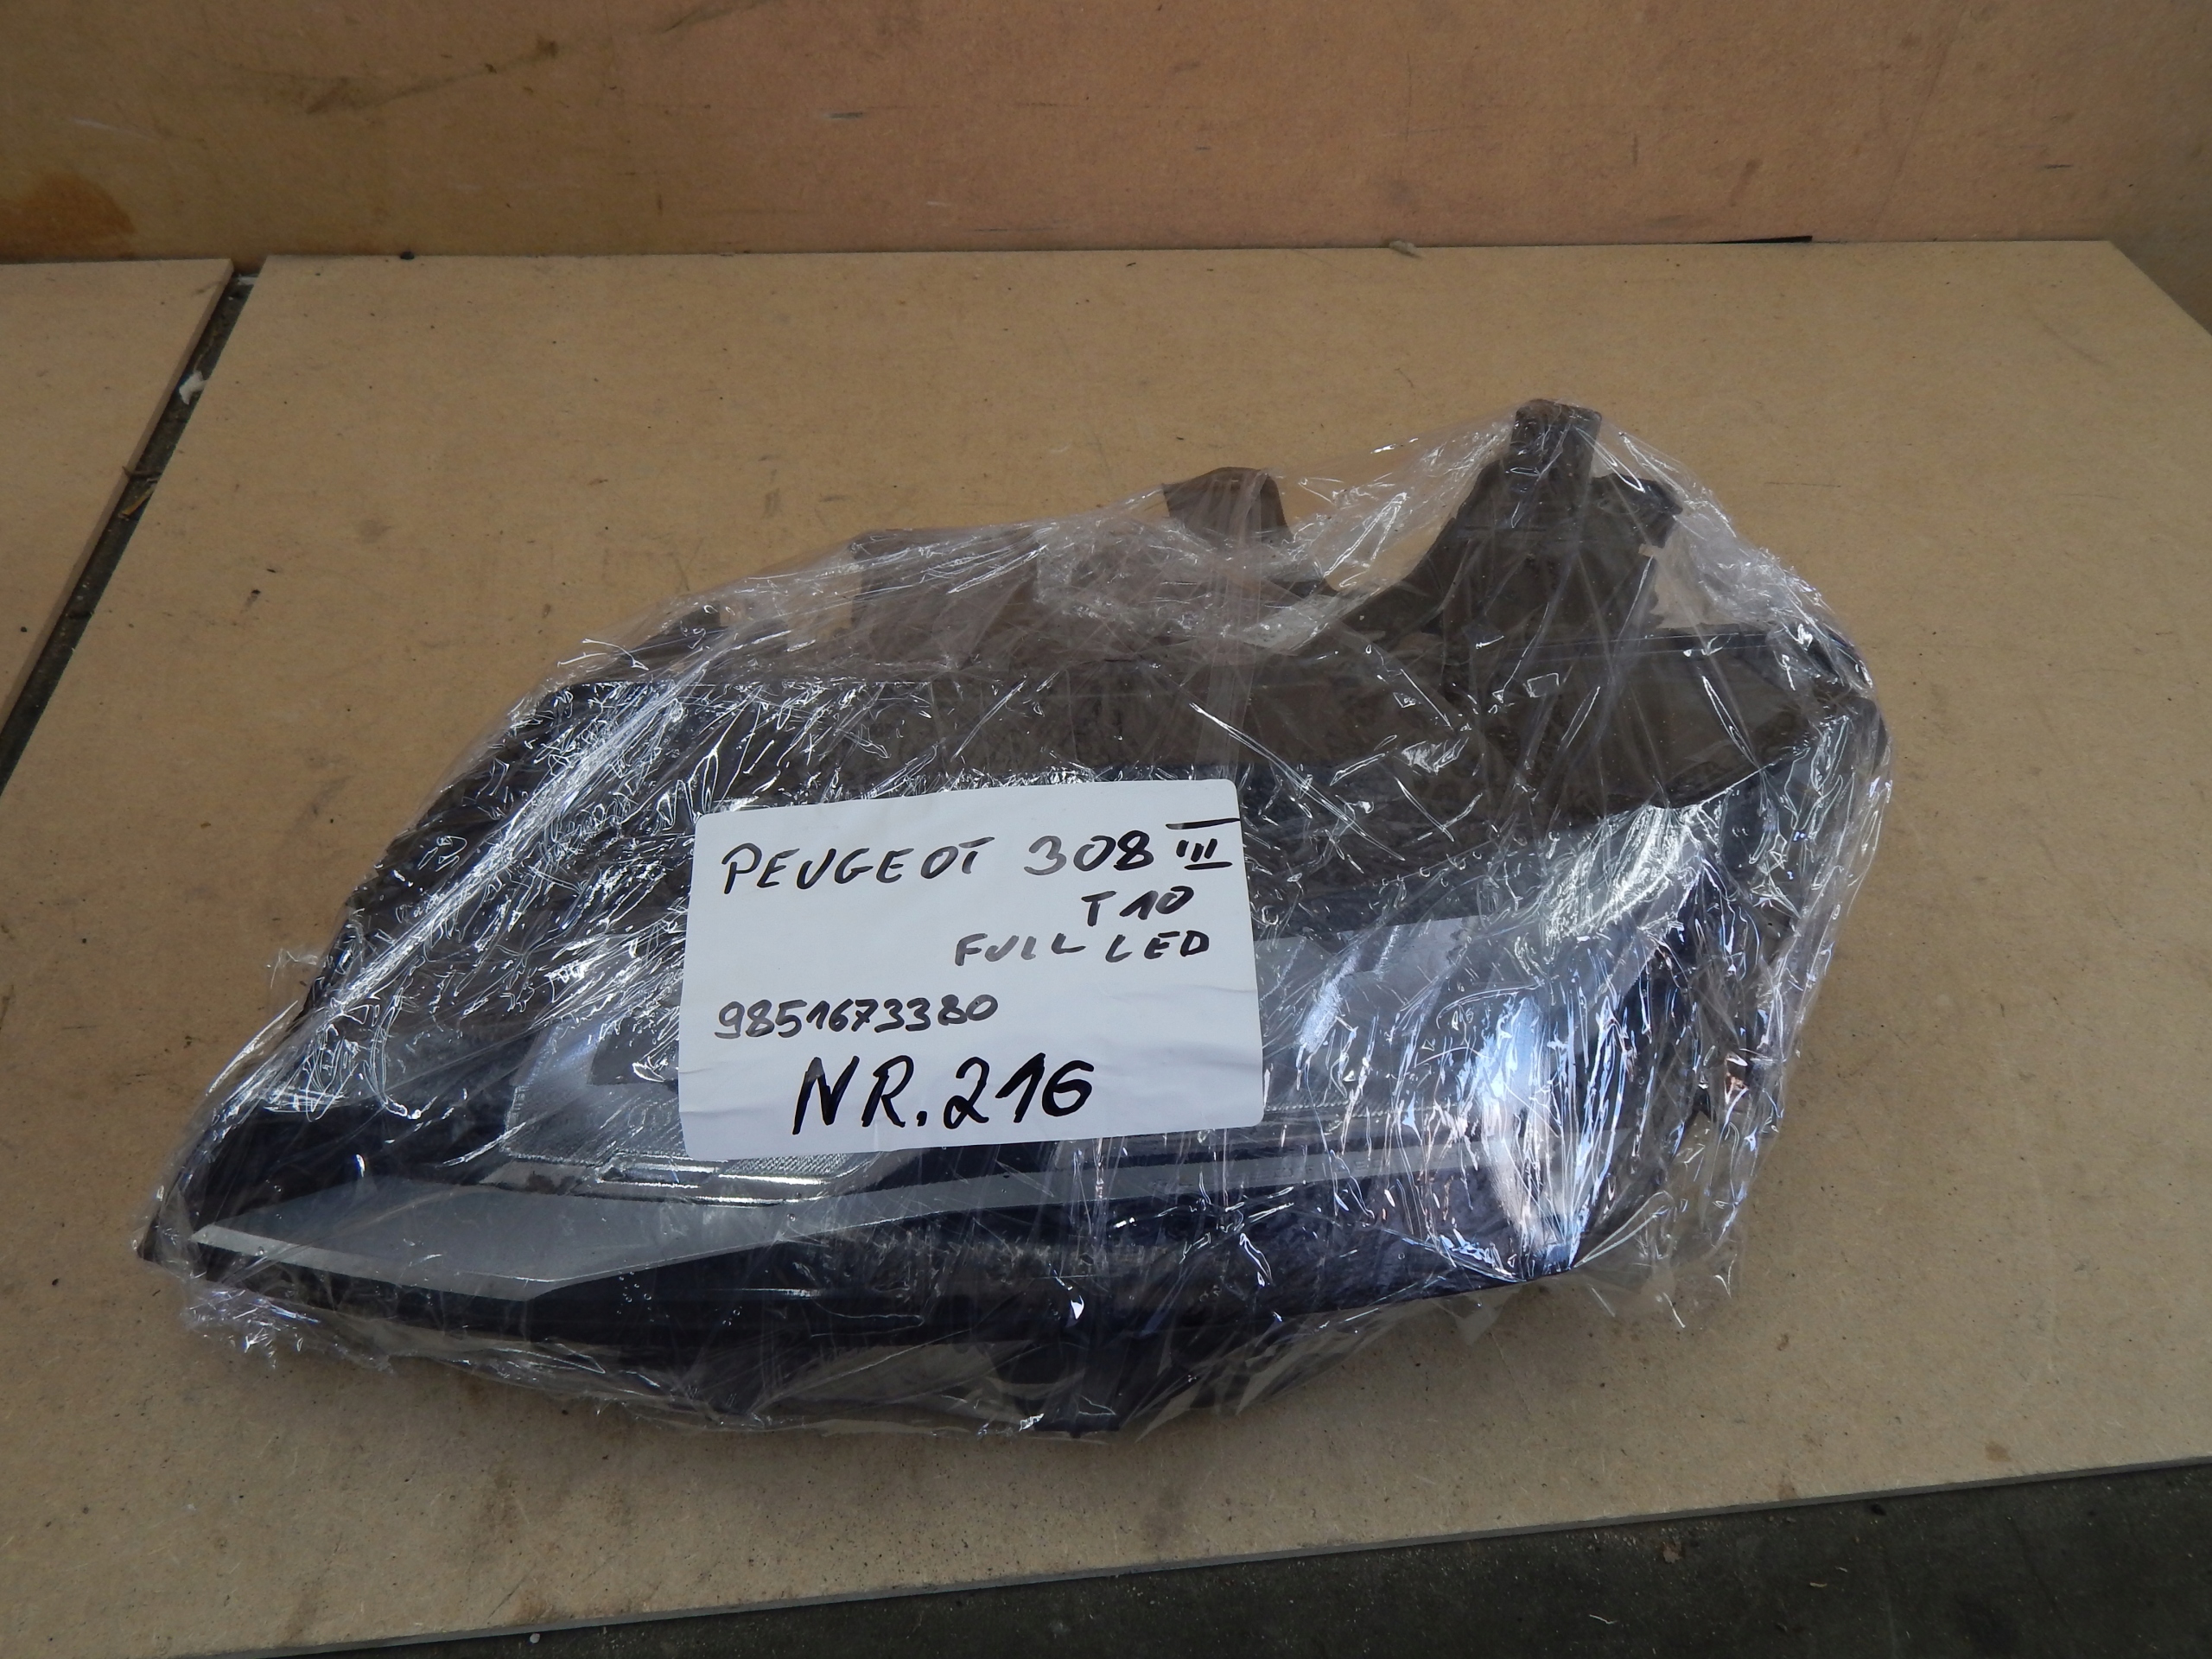 PEUGEOT 308 III
T10
FULL LED
9851673380
NR.216